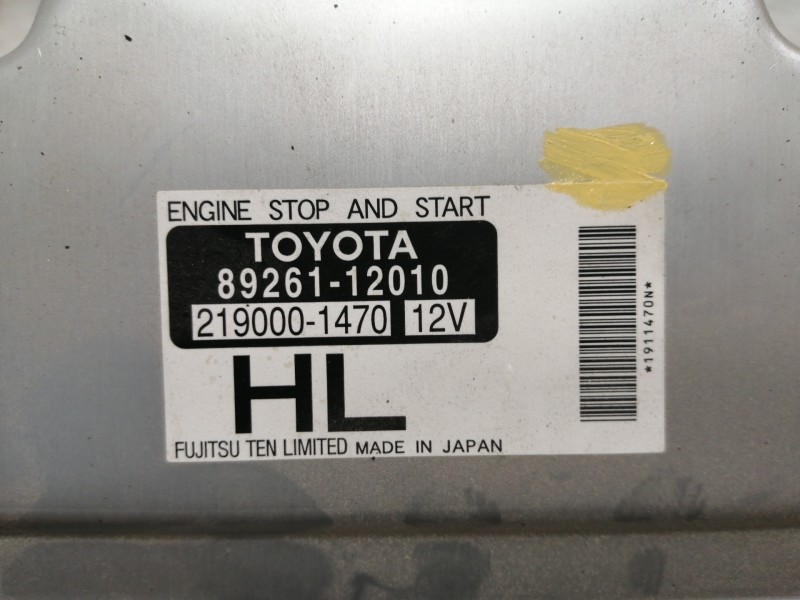 ENGINE STOP AND START
TOYOTA
89261-12010
219000-1470 12V
HL
FUJITSU TEN LIMITED MADE IN JAPAN
*1911470N*